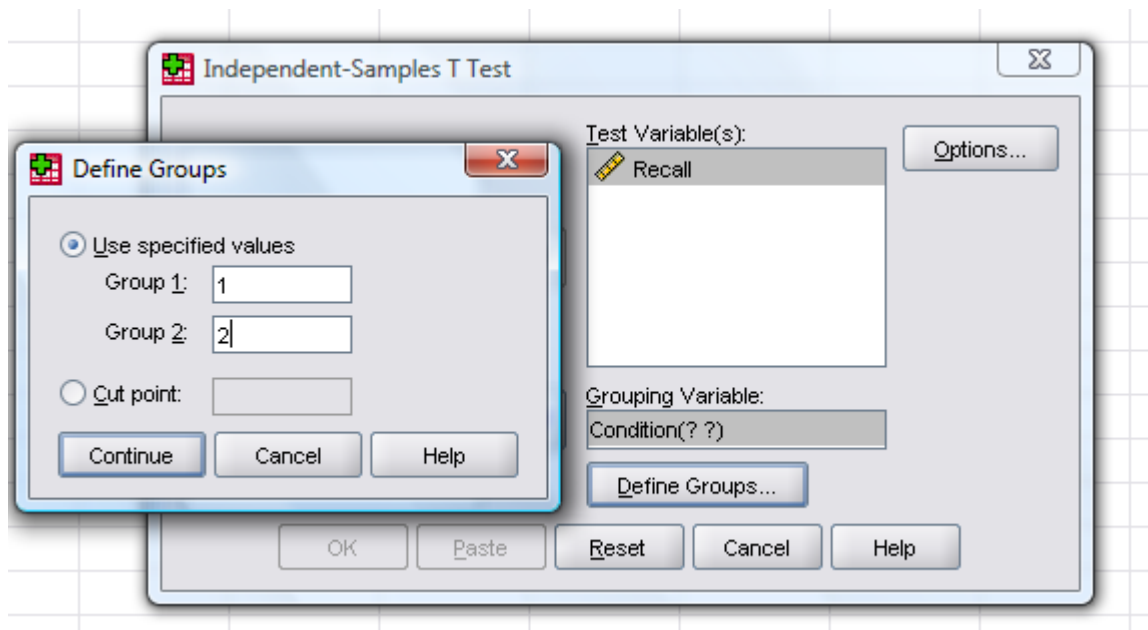 Independent-Samples T Test
Test Variable(s):
Recall
Options...
Define Groups
Use specified values
Group 1: 1
Group 2: 2
Cut point:
Continue Cancel Help
Grouping Variable:
Condition(? ?)
Define Groups...
OK Paste Reset Cancel Help